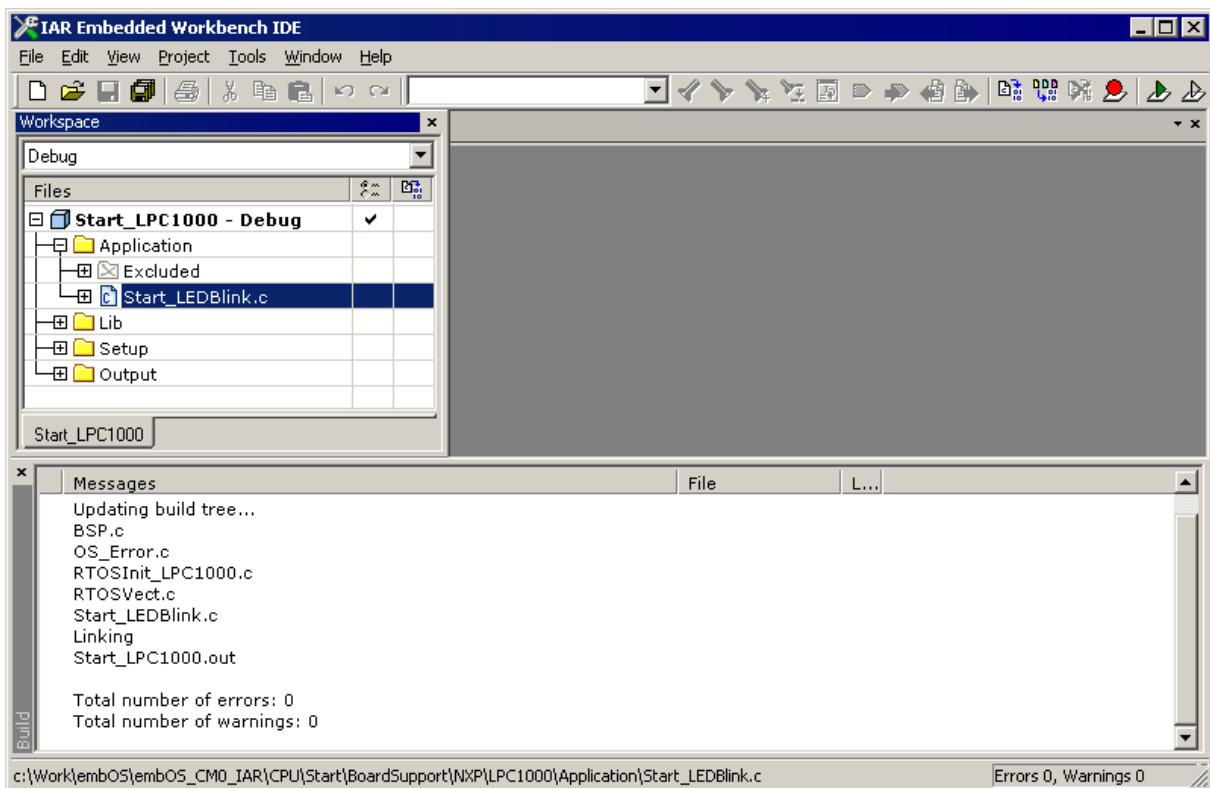 IAR Embedded Workbench IDE
File Edit View Project Tools Window Help
Workspace
Debug
Files
Start_LPC1000 - Debug
Application
Excluded
Start_LEDBlink.c
Lib
Setup
Output
Start_LPC1000
Messages File L...
Updating build tree...
BSP.c
OS_Error.c
RTOSInit_LPC1000.c
RTOSVect.c
Start_LEDBlink.c
Linking
Start_LPC1000.out
Total number of errors: 0
Total number of warnings: 0
Build
c:\Work\embOS\embOS_CM0_IAR\CPU\Start\BoardSupport\NXP\LPC1000\Application\Start_LEDBlink.c Errors 0, Warnings 0